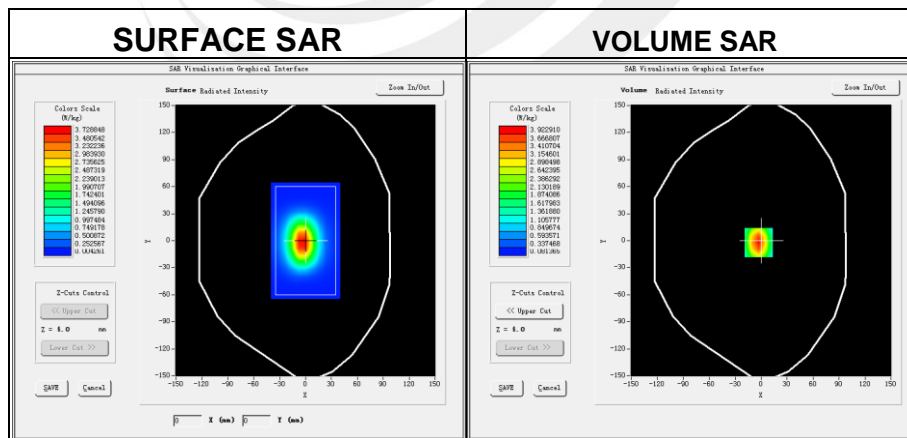 SURFACE SAR
VOLUME SAR
SAR Visualisation Graphical Interface
Surface Radiated Intensity
Zoom In/Out
Colors Scale
(W/kg)
3.728848
3.480542
3.232236
2.983930
2.735625
2.487319
2.239013
1.990707
1.742401
1.494096
1.245790
0.997484
0.749178
0.500872
0.252567
0.004261
Z-Cuts Control
<< Upper Cut
Lower Cut >>
SAVE
Cancel
150
120
90
60
30
0
-30
-60
-90
-120
-150
Y
-150 -120 -90 -60 -30 0 30 60 90 120 150
X
0 X (mm) 0 Y (mm)
SAR Visualisation Graphical Interface
Volume Radiated Intensity
Zoom In/Out
Colors Scale
(W/kg)
3.922910
3.666807
3.410704
3.154601
2.898498
2.642395
2.386292
2.130189
1.874086
1.617983
1.361880
1.105777
0.849674
0.593571
0.337468
0.081365
Z-Cuts Control
<< Upper Cut
Lower Cut >>
SAVE
Cancel
150
120
90
60
30
0
-30
-60
-90
-120
-150
Y
-150 -120 -90 -60 -30 0 30 60 90 120 150
X